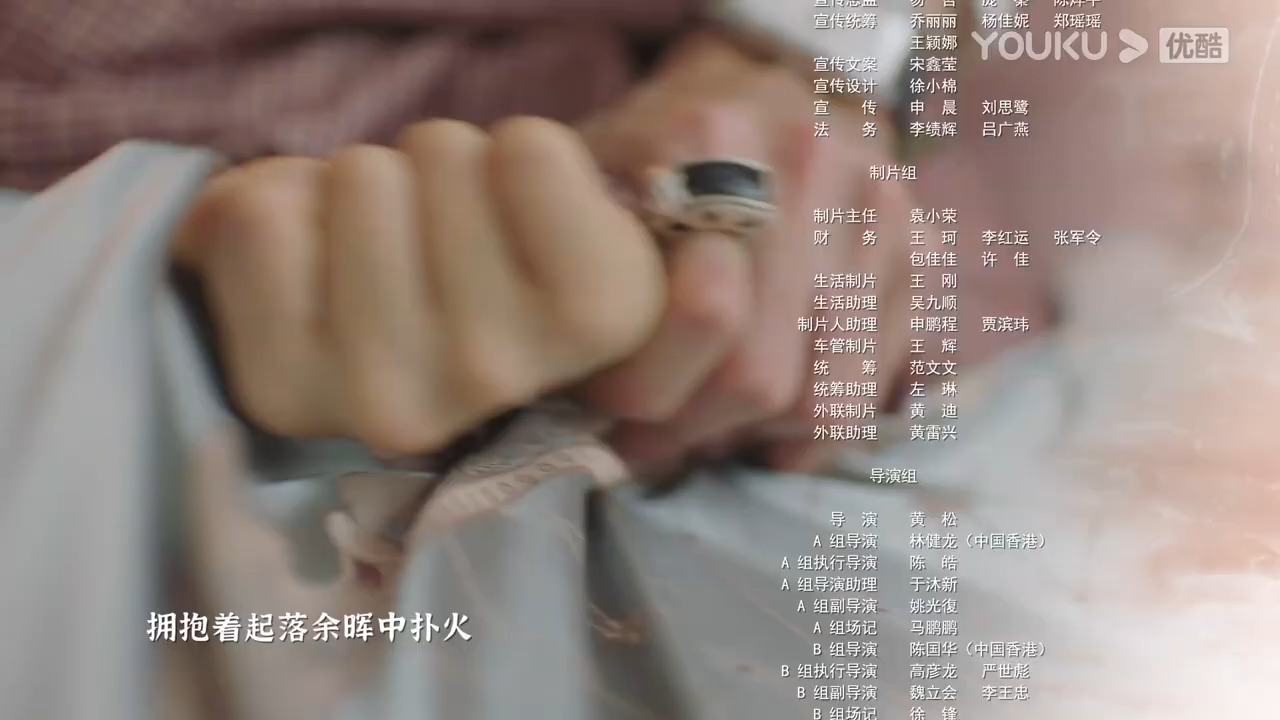 宣传统筹 乔丽丽 杨佳妮 郑瑶瑶
王颖娜
YOUKU 优酷
宣传文案 宋鑫莹
宣传设计 徐小棉
宣 传 申 晨 刘思鹭
法 务 李绩辉 吕广燕
制片组
制片主任 袁小荣
财 务 王 珂 李红运 张军令
包佳佳 许 佳
生活制片 王 刚
生活助理 吴九顺
制片人助理 申鹏程 贾滨玮
车管制片 王 辉
统 筹 范文文
统筹助理 左 琳
外联制片 黄 迪
外联助理 黄雷兴
导演组
导 演 黄 松
A 组导演 林健龙（中国香港）
A 组执行导演 陈 皓
A 组导演助理 于沐新
A 组副导演 姚光復
A 组场记 马鹏鹏
B 组导演 陈国华（中国香港）
B 组执行导演 高彦龙 严世彪
B 组副导演 魏立会 李王忠
B 组场记 徐 锋
拥抱着起落余晖中扑火